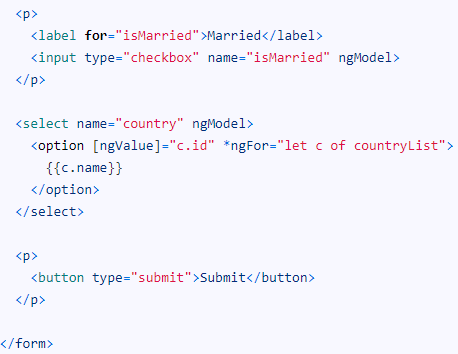 <p>
<label for="isMarried">Married</label>
<input type="checkbox" name="isMarried" ngModel>
</p>
<select name="country" ngModel>
<option [ngValue]="c.id" *ngFor="let c of countryList">
{{c.name}}
</option>
</select>
<p>
<button type="submit">Submit</button>
</p>
</form>